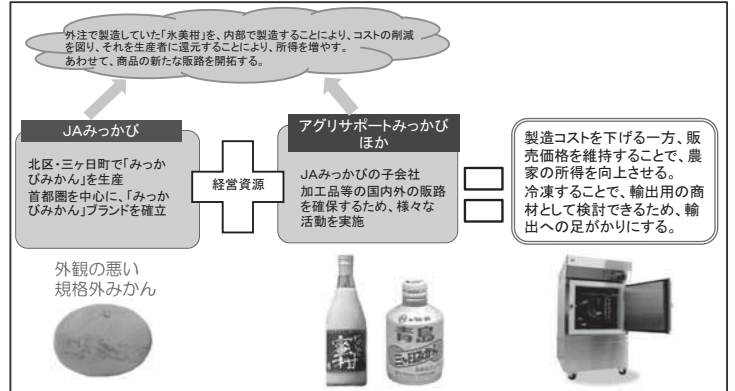 外注で製造していた「氷美柑」を、内部で製造することにより、コストの削減
を図り、それを生産者に還元することにより、所得を増やす。
あわせて、商品の新たな販路を開拓する。
JAみっかび
北区・三ヶ日町で「みっか
びみかん」を生産
首都圏を中心に、「みっか
びみかん」ブランドを確立
経営資源
アグリサポートみっかび
ほか
JAみっかびの子会社
加工品等の国内外の販路
を確保するため、様々な
活動を実施
製造コストを下げる一方、販
売価格を維持することで、農
家の所得を向上させる。
冷凍することで、輸出用の商
材として検討できるため、輸
出への足がかりにする。
外観の悪い
規格外みかん
蜜柑
青島
三ヶ日みかん